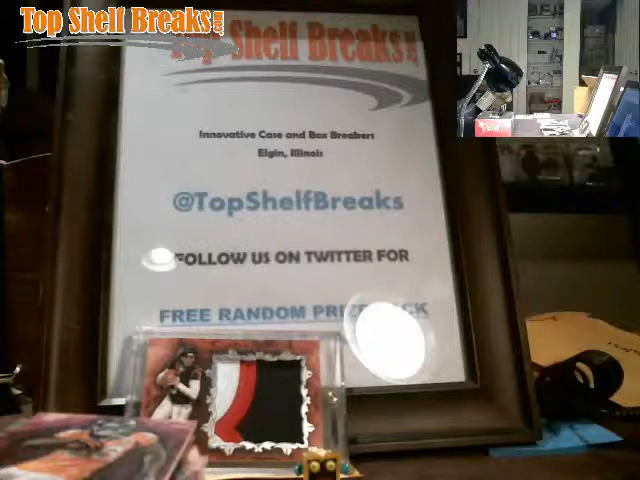 Top Shelf Breaks.com
Top Shelf Breaks
Innovative Case and Box Breakers
Elgin, Illinois
@TopShelfBreaks
FOLLOW US ON TWITTER FOR
FREE RANDOM